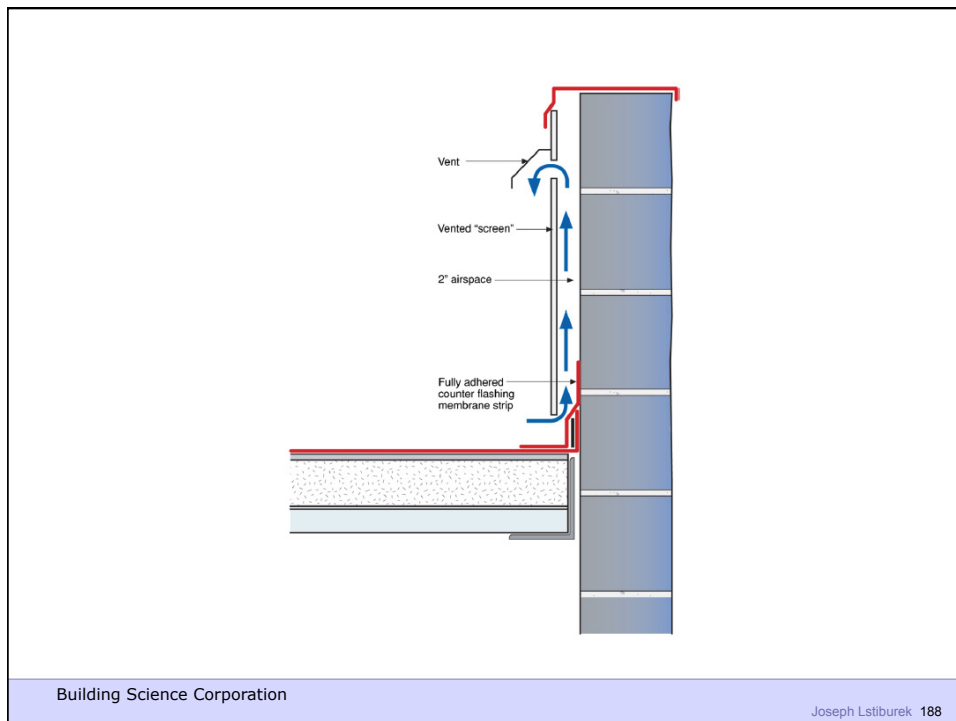 Vent
Vented “screen”
2” airspace
Fully adhered
counter flashing
membrane strip
Building Science Corporation
Joseph Lstiburek 188